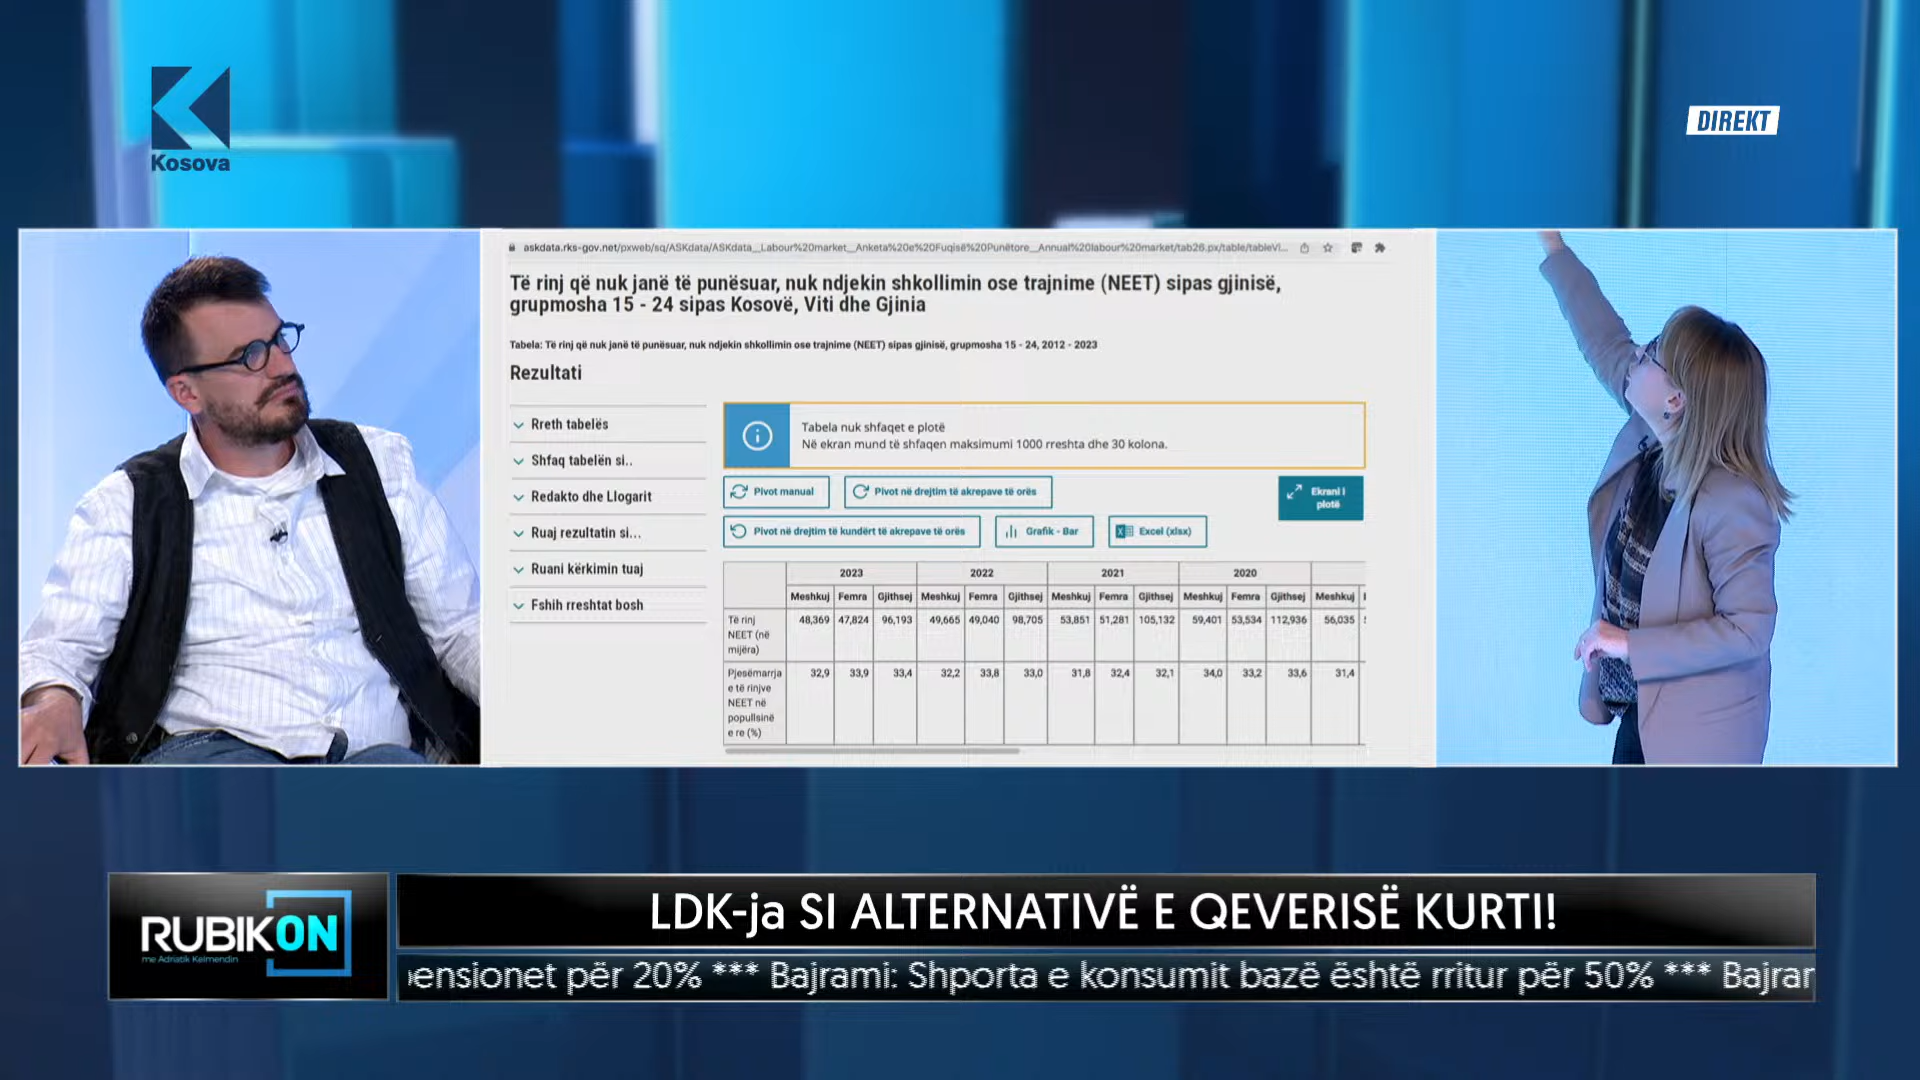 Kosova
DIREKT
askdata.rks-gov.net/pxweb/sq/ASKdata/ASKdata__Labour%20market__Anketa%20e%20Fuqisë%20Punëtore__Annual%20labour%20market/tab26.px/table/tableVi...
Të rinj që nuk janë të punësuar, nuk ndjekin shkollimin ose trajnime (NEET) sipas gjinisë,
grupmosha 15 - 24 sipas Kosovë, Viti dhe Gjinia
Tabela: Të rinj që nuk janë të punësuar, nuk ndjekin shkollimin ose trajnime (NEET) sipas gjinisë, grupmosha 15 - 24, 2012 - 2023
Rezultati
Rreth tabelës
Shfaq tabelën si..
Redakto dhe Llogarit
Ruaj rezultatin si...
Ruani kërkimin tuaj
Fshih rreshtat bosh
Tabela nuk shfaqet e plotë
Në ekran mund të shfaqen maksimumi 1000 rreshta dhe 30 kolona.
Pivot manual Pivot në drejtim të akrepave të orës
Ekrani i
plotë
Pivot në drejtim të kundërt të akrepave të orës Grafik - Bar Excel (xlsx)
2023 2022 2021 2020
Meshkuj Femra Gjithsej Meshkuj Femra Gjithsej Meshkuj Femra Gjithsej Meshkuj Femra Gjithsej Meshkuj
Të rinj NEET (në mijëra) 48,369 47,824 96,193 49,665 49,040 98,705 53,851 51,281 105,132 59,401 53,534 112,936 56,035
Pjesëmarrja e të rinjve NEET në popullsinë e re (%) 32,9 33,9 33,4 32,2 33,8 33,0 31,8 32,4 32,1 34,0 33,2 33,6 31,4
RUBIKON
me Adriatik Kelmendin
LDK-ja SI ALTERNATIVË E QEVERISË KURTI!
pensionet për 20% *** Bajrami: Shporta e konsumit bazë është rritur për 50% *** Bajrar